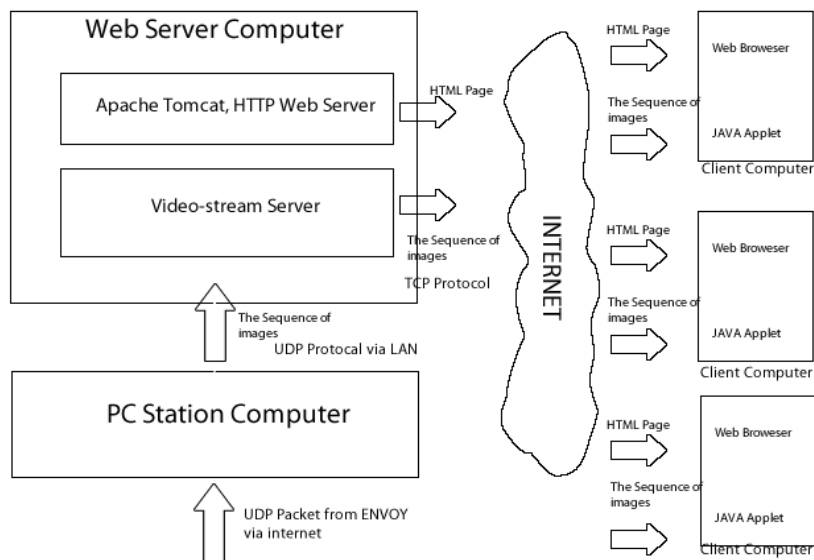 Web Server Computer
Apache Tomcat, HTTP Web Server
HTML Page
Video-stream Server
The Sequence of
images
TCP Protocol
The Sequence of
images
UDP Protocal via LAN
PC Station Computer
UDP Packet from ENVOY
via internet
INTERNET
HTML Page
Web Broweser
The Sequence of
images
JAVA Applet
Client Computer
HTML Page
Web Broweser
The Sequence of
images
JAVA Applet
Client Computer
HTML Page
Web Broweser
The Sequence of
images
JAVA Applet
Client Computer